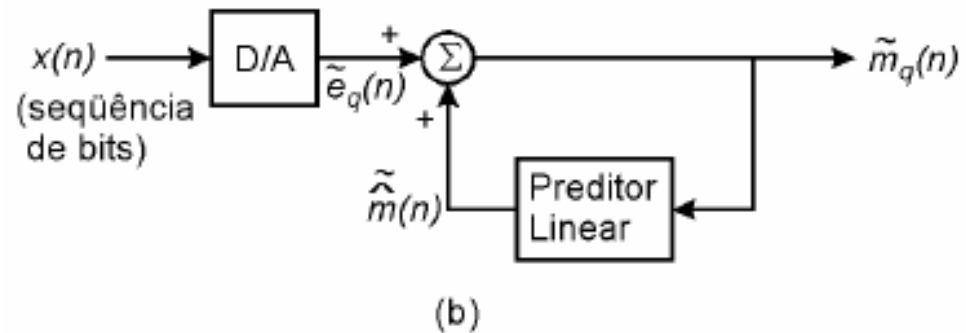 x(n)
D/A
+
Σ
m̃q(n)
ẽq(n)
(seqüência
de bits)
+
m̂̃(n)
Preditor
Linear
(b)